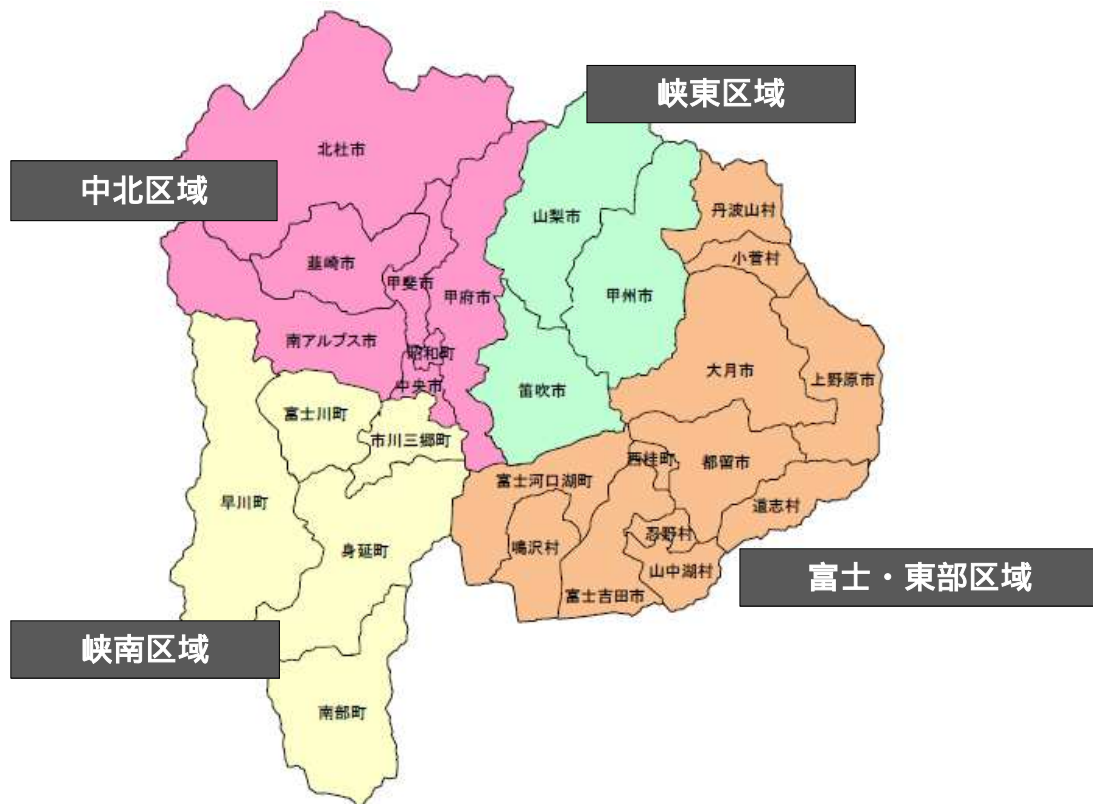 峡東区域
北杜市
中北区域
丹波山村
山梨市
小菅村
韮崎市
甲斐市
甲府市
甲州市
南アルプス市
昭和町
大月市
上野原市
中央市
笛吹市
富士川町
市川三郷町
西桂町
都留市
富士河口湖町
早川町
道志村
忍野村
鳴沢村
身延町
山中湖村
富士・東部区域
富士吉田市
峡南区域
南部町